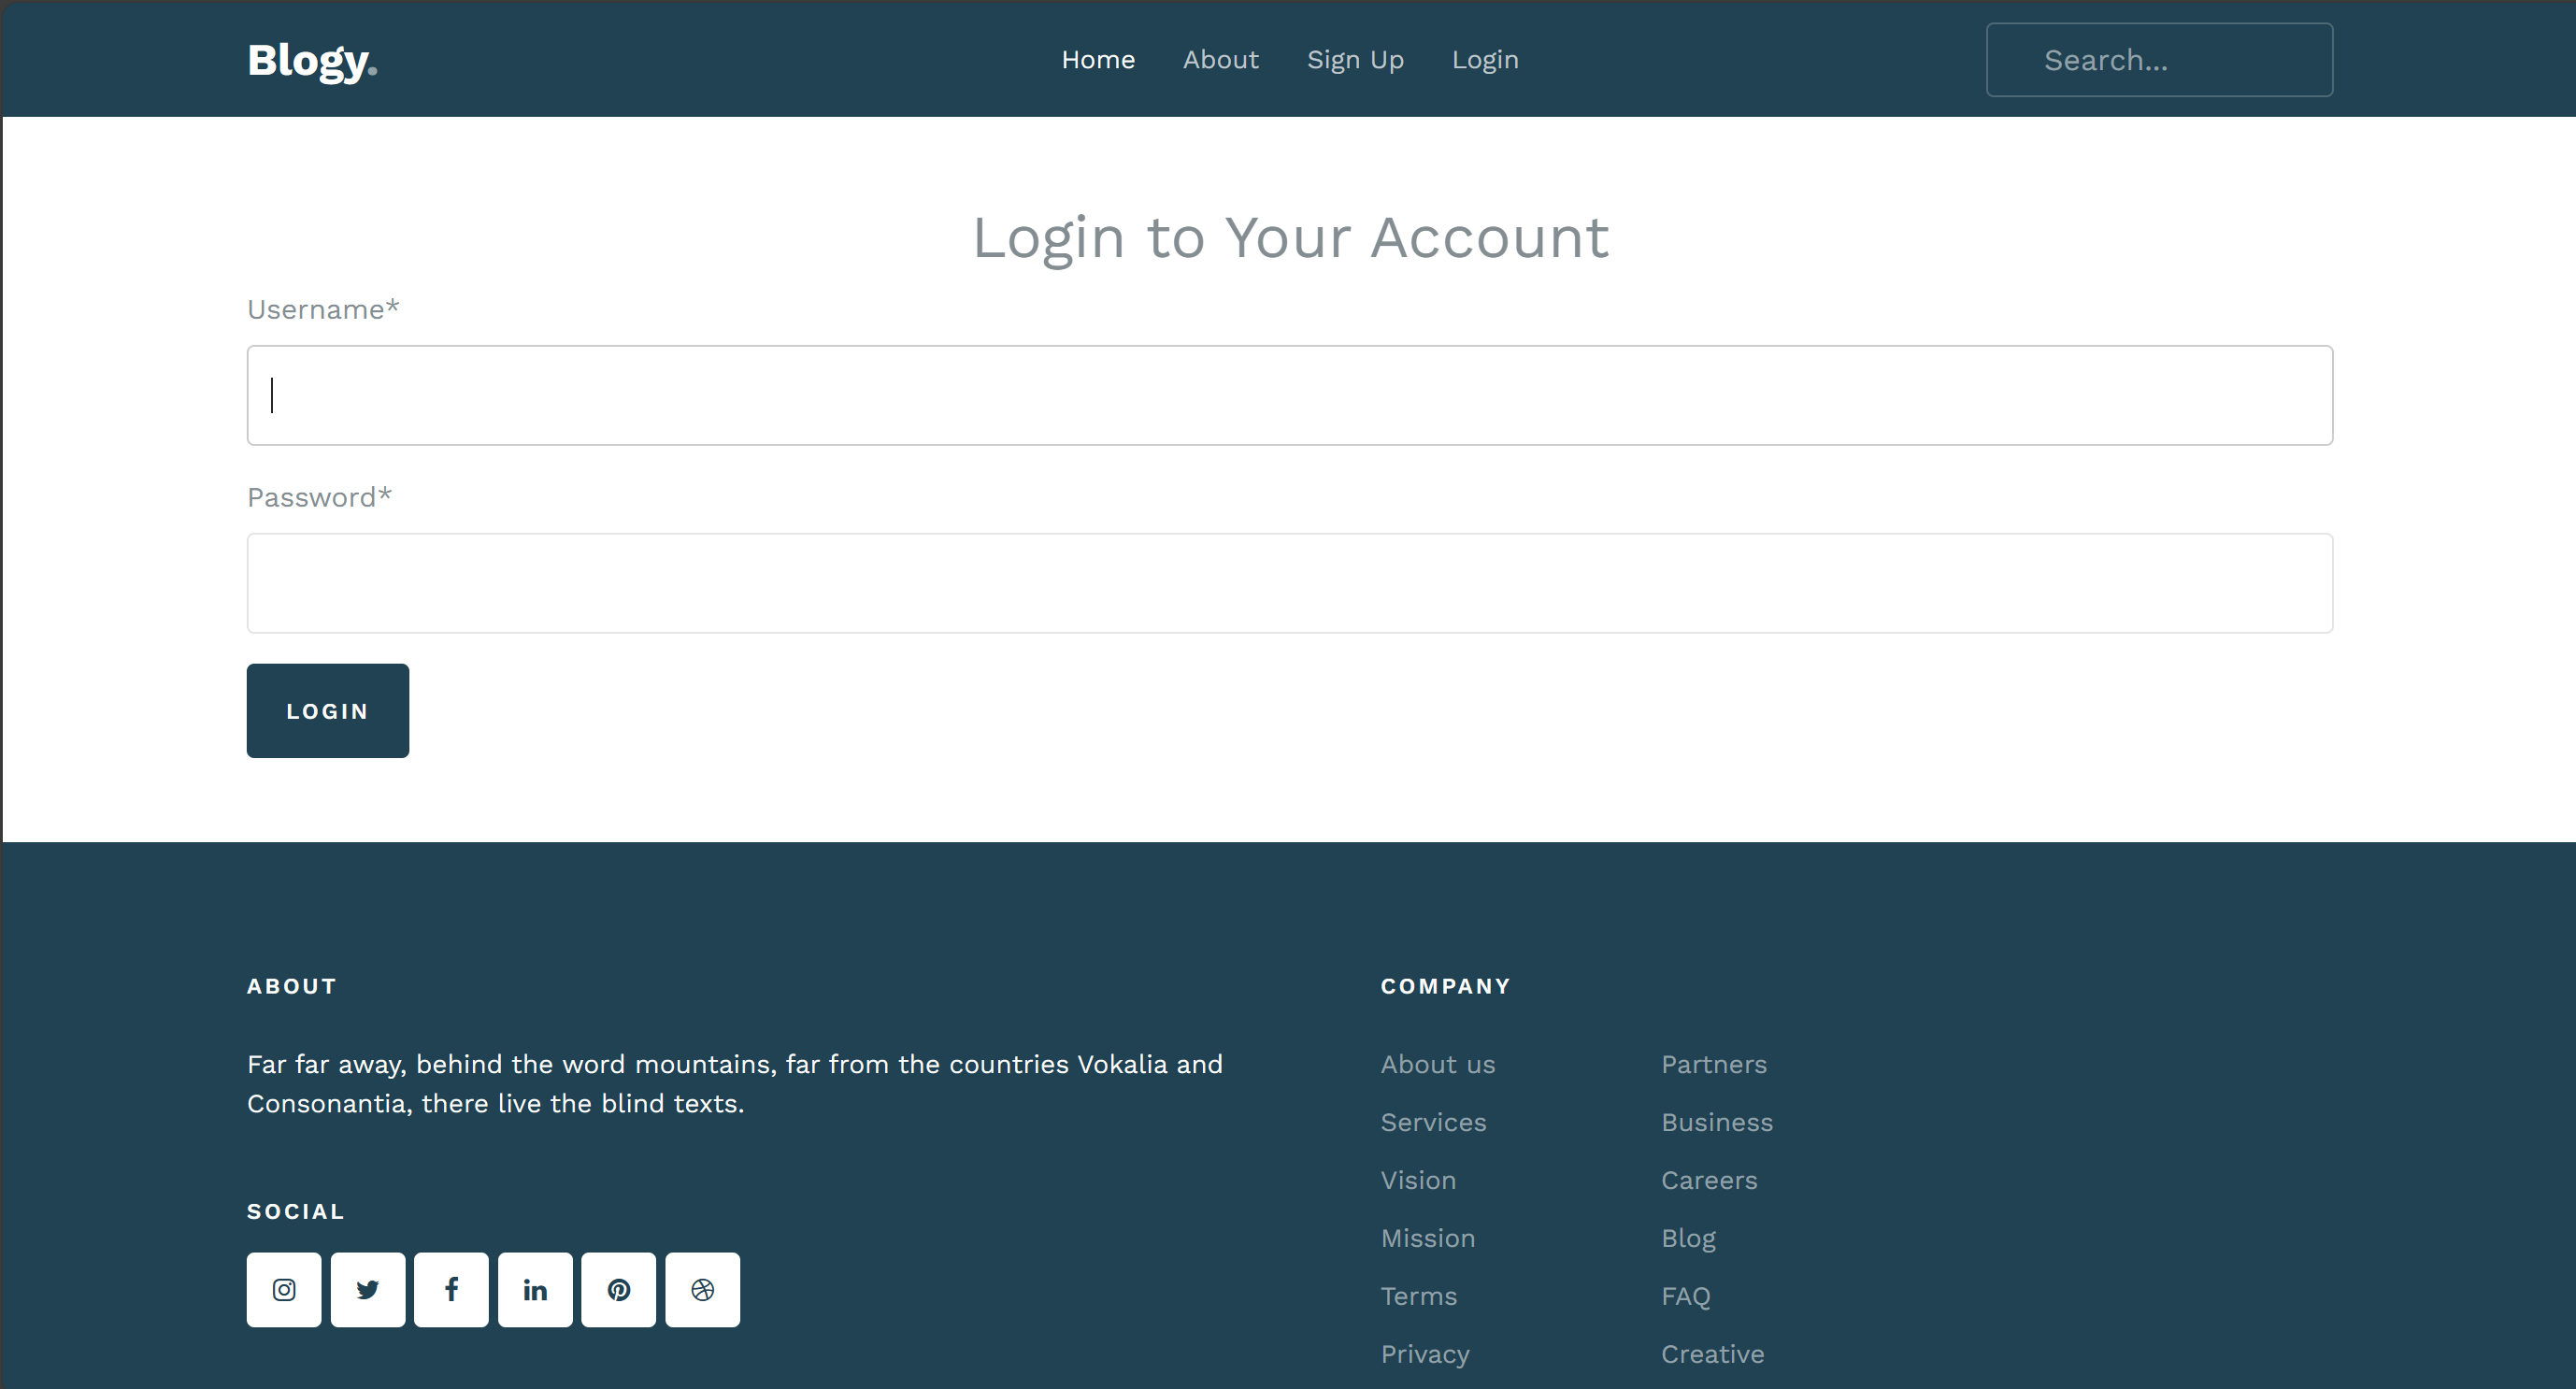 Blogy.
Home About Sign Up Login
Search...
Login to Your Account
Username*
Password*
LOGIN
ABOUT
Far far away, behind the word mountains, far from the countries Vokalia and
Consonantia, there live the blind texts.
SOCIAL
COMPANY
About us
Services
Vision
Mission
Terms
Privacy
Partners
Business
Careers
Blog
FAQ
Creative